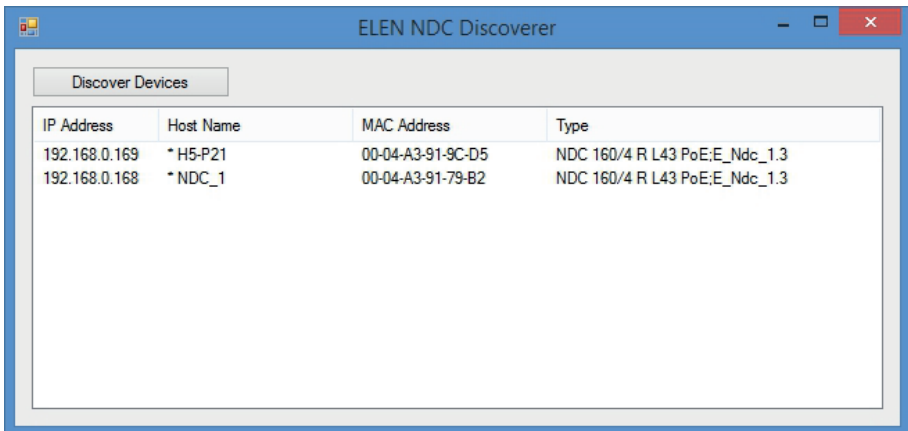 ELEN NDC Discoverer
Discover Devices
IP Address Host Name MAC Address Type
192.168.0.169 * H5-P21 00-04-A3-91-9C-D5 NDC 160/4 R L43 PoE;E_Ndc_1.3
192.168.0.168 * NDC_1 00-04-A3-91-79-B2 NDC 160/4 R L43 PoE;E_Ndc_1.3